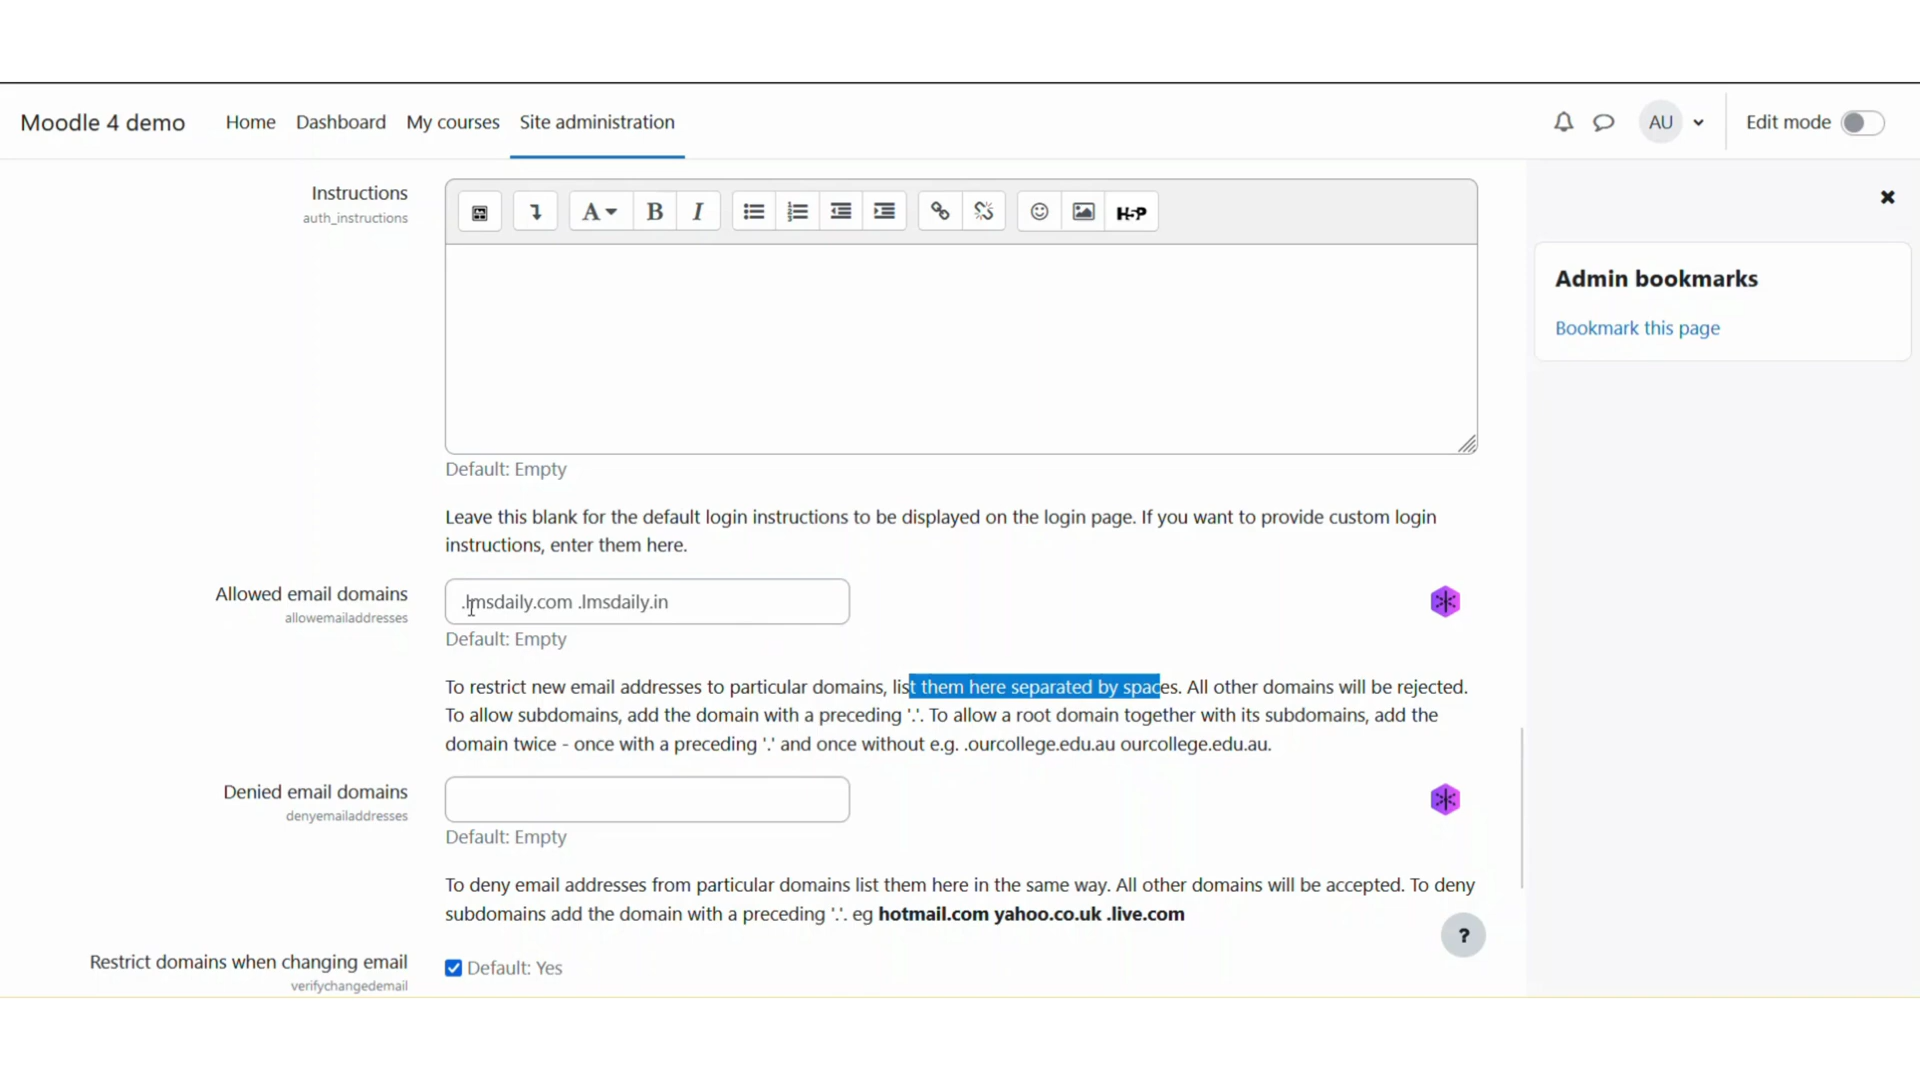 Moodle 4 demo Home Dashboard My courses Site administration AU Edit mode
Instructions
auth_instructions
A B I H5P
Admin bookmarks
Bookmark this page
Default: Empty
Leave this blank for the default login instructions to be displayed on the login page. If you want to provide custom login
instructions, enter them here.
Allowed email domains
allowemailaddresses
.lmsdaily.com .lmsdaily.in
Default: Empty
To restrict new email addresses to particular domains, list them here separated by spaces. All other domains will be rejected.
To allow subdomains, add the domain with a preceding '.'. To allow a root domain together with its subdomains, add the
domain twice - once with a preceding '.' and once without e.g. .ourcollege.edu.au ourcollege.edu.au.
Denied email domains
denyemailaddresses
Default: Empty
To deny email addresses from particular domains list them here in the same way. All other domains will be accepted. To deny
subdomains add the domain with a preceding '.'. eg hotmail.com yahoo.co.uk .live.com
?
Restrict domains when changing email
verifychangedemail
Default: Yes